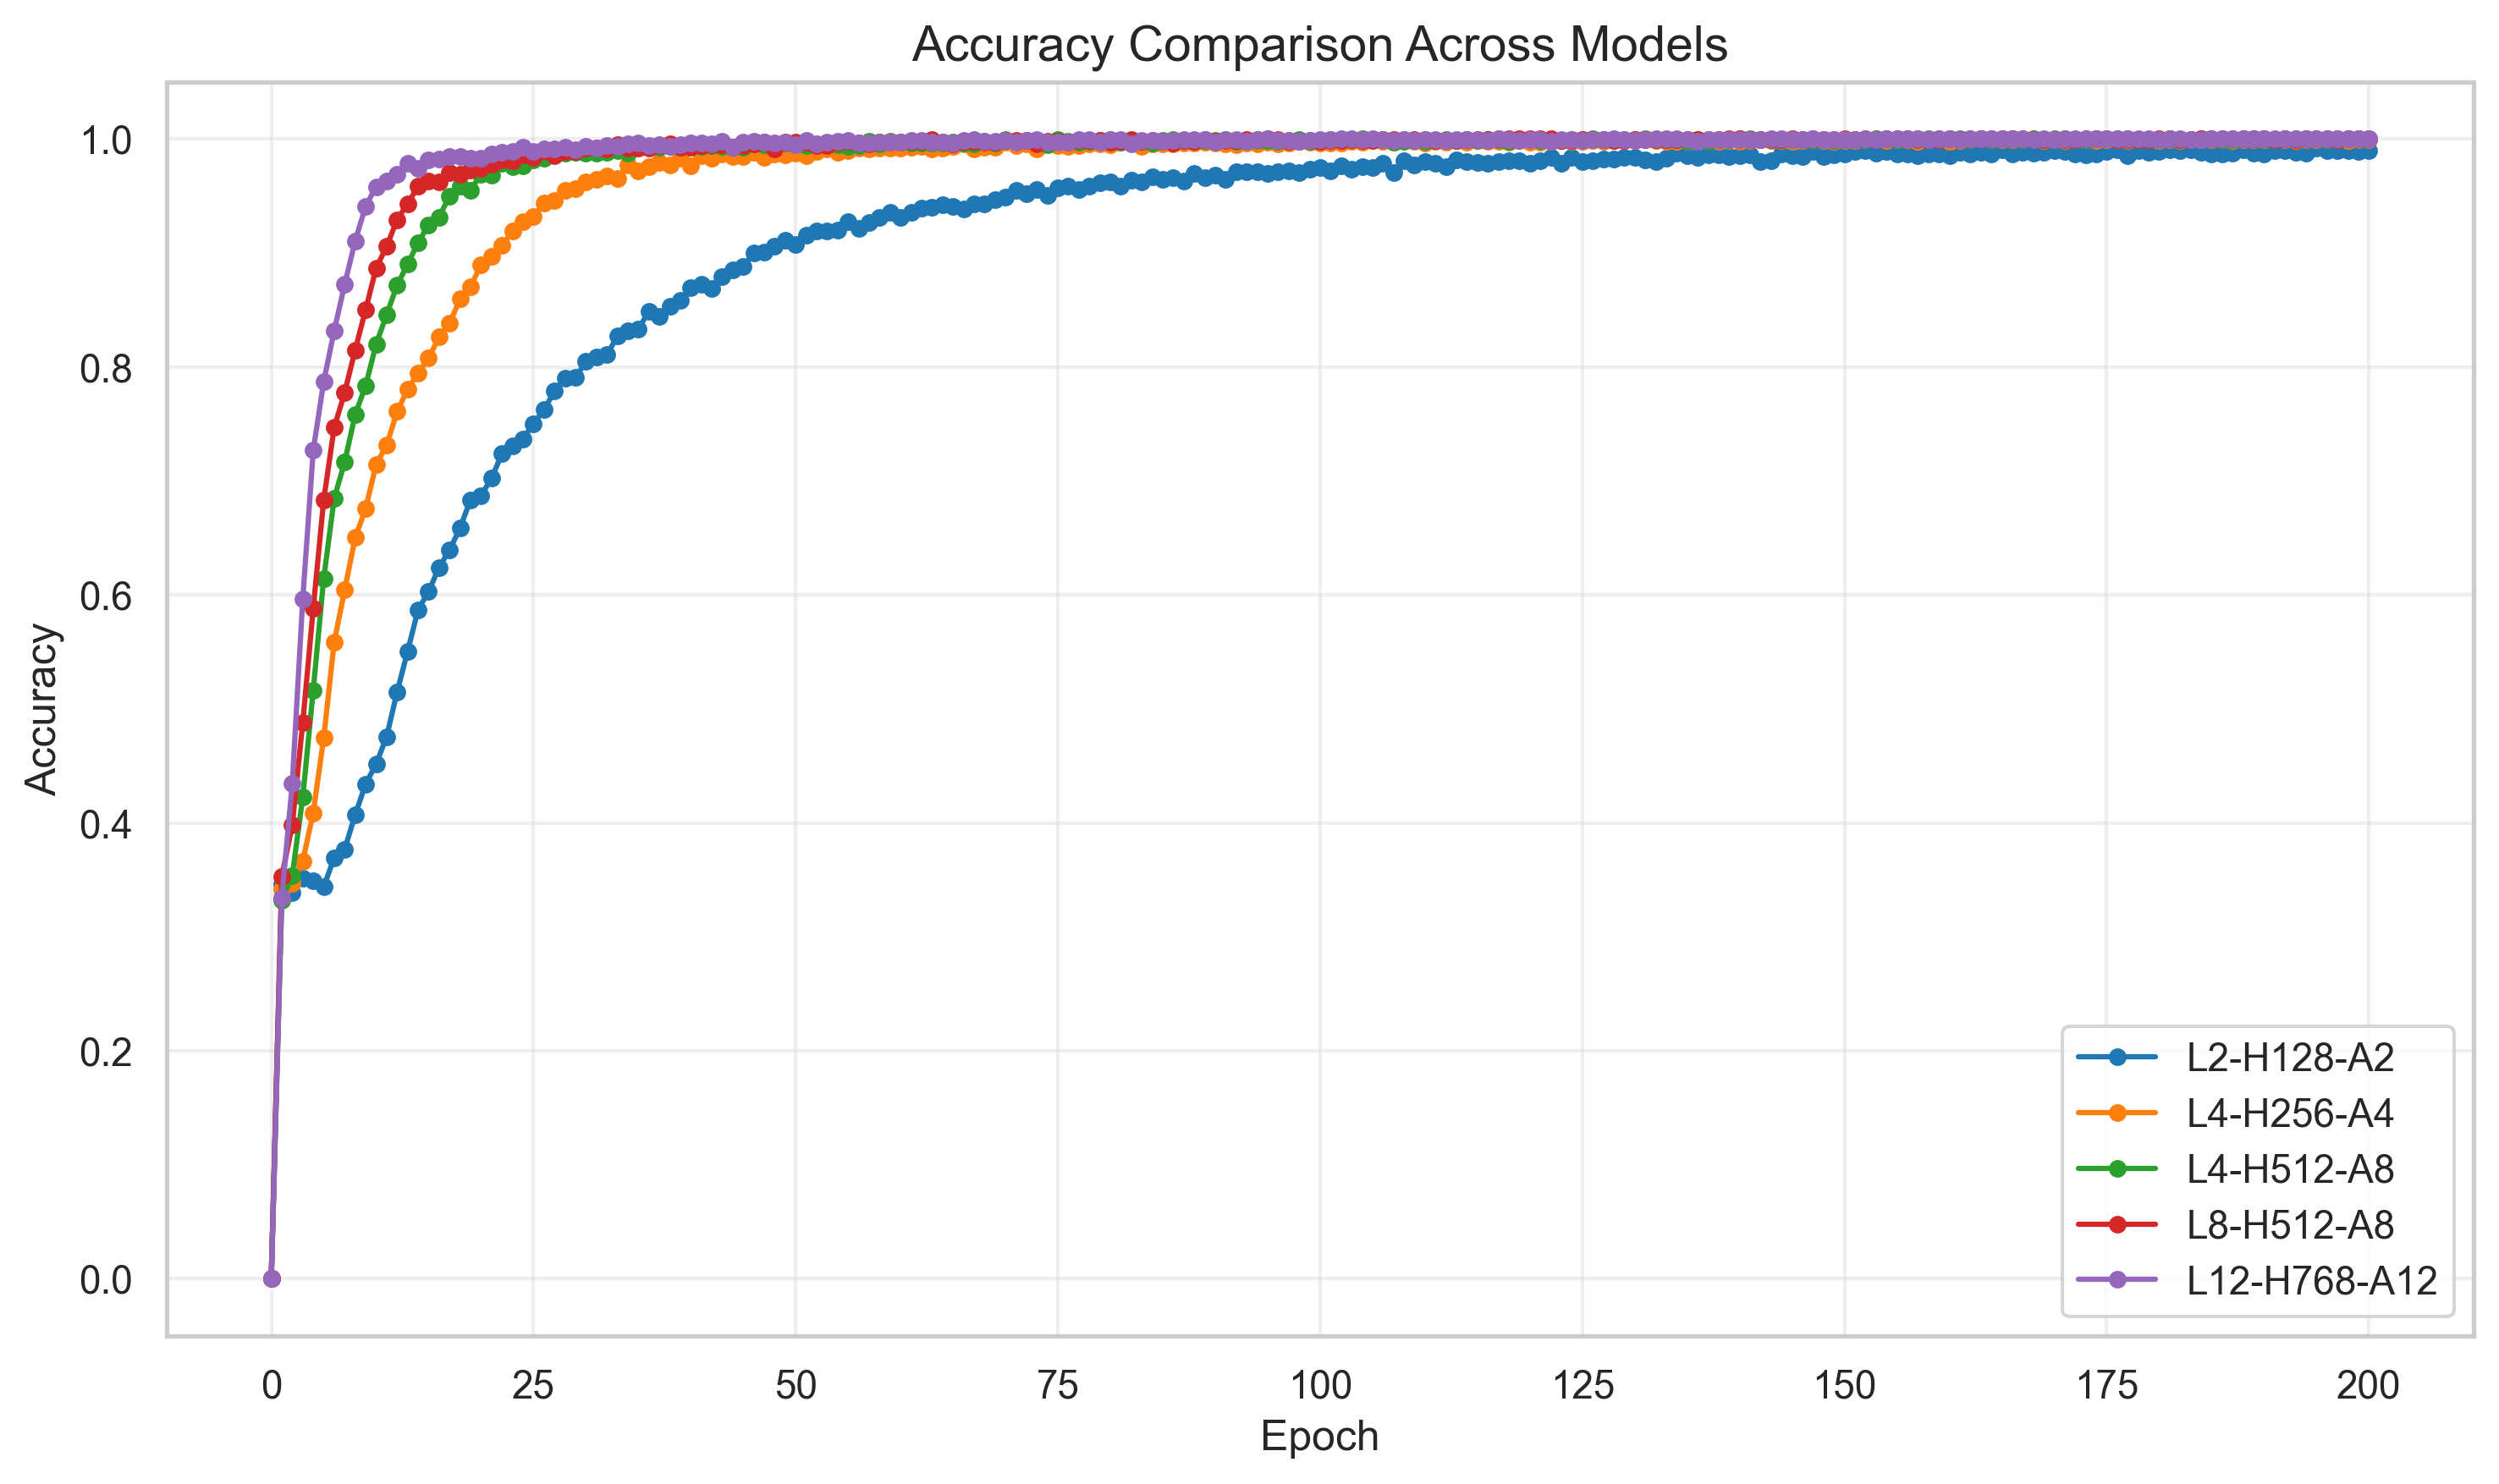 Accuracy Comparison Across Models
1.0
0.8
0.6
0.4
0.2
0.0
Accuracy
0 25 50 75 100 125 150 175 200
Epoch
L2-H128-A2
L4-H256-A4
L4-H512-A8
L8-H512-A8
L12-H768-A12